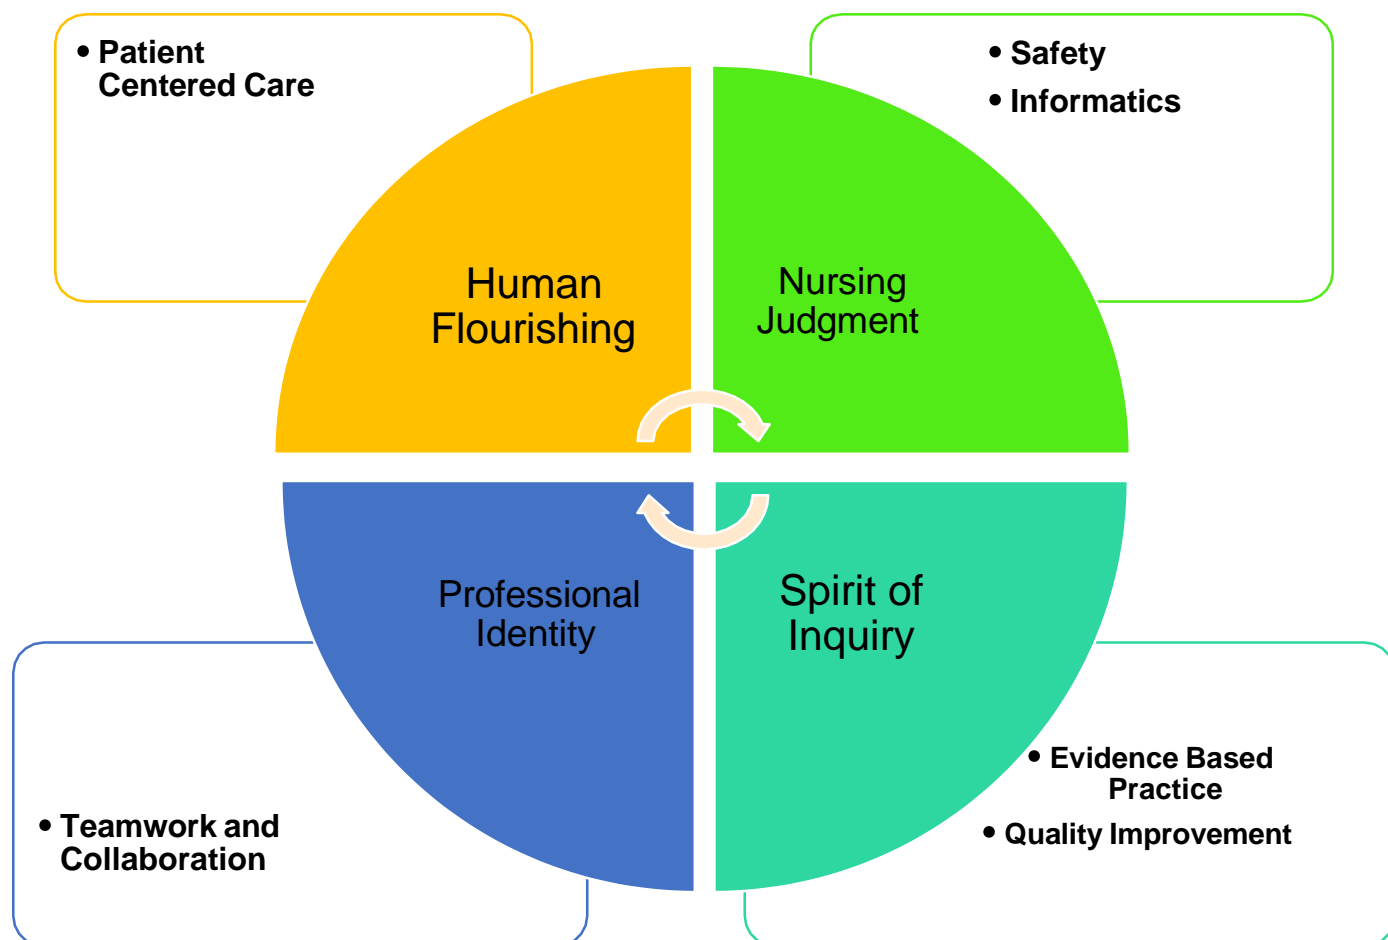 • Patient
Centered Care
• Safety
• Informatics
Human
Flourishing
Nursing
Judgment
Professional
Identity
Spirit of
Inquiry
• Teamwork and
Collaboration
• Evidence Based
Practice
• Quality Improvement